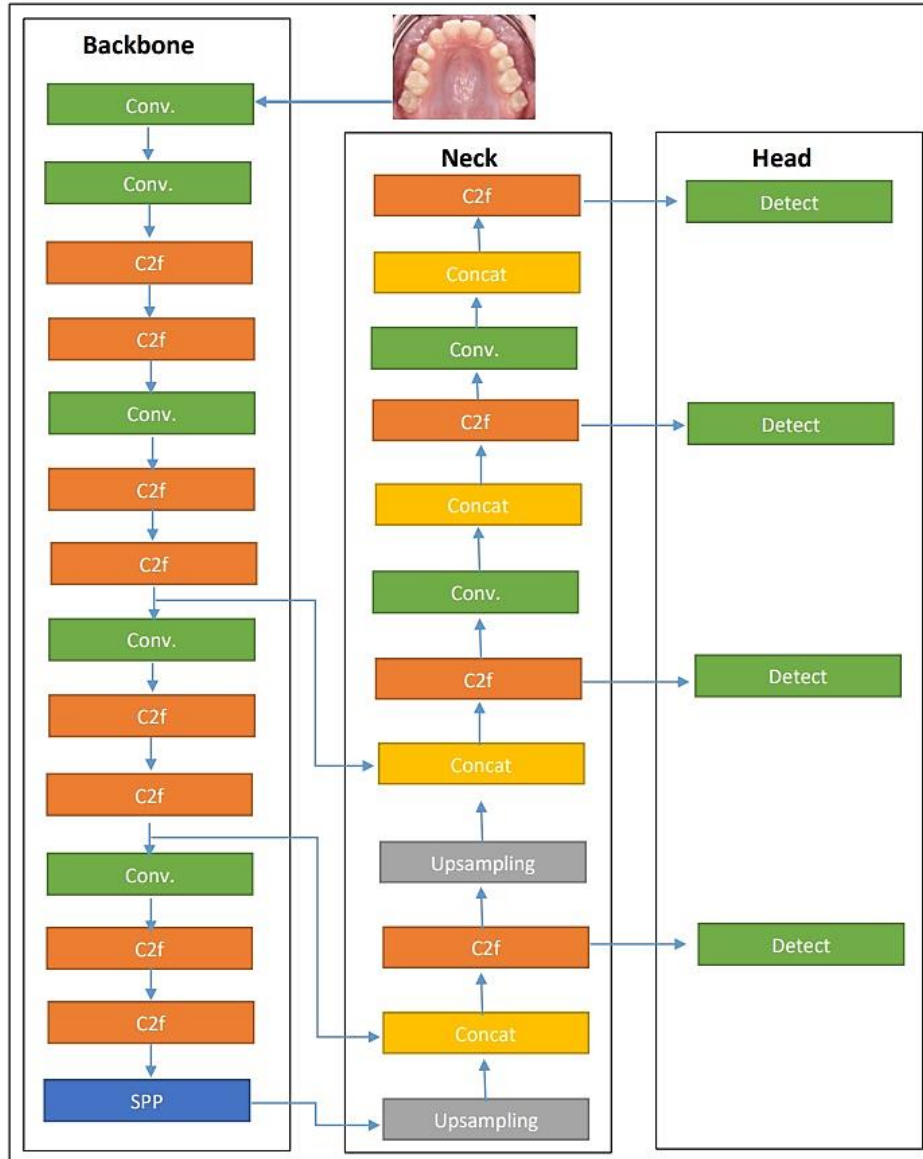 Backbone
Conv.
Conv.
C2f
C2f
Conv.
C2f
C2f
Conv.
C2f
C2f
Conv.
C2f
C2f
SPP
Neck
C2f
Concat
Conv.
C2f
Concat
Conv.
C2f
Concat
Upsampling
C2f
Concat
Upsampling
Head
Detect
Detect
Detect
Detect